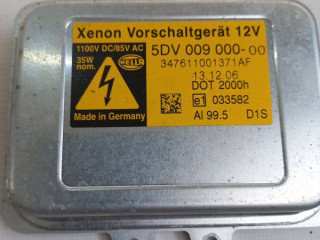 Xenon Vorschaltgerät 12V
1100V DC/85V AC
35W
nom.
HELLA
5DV 009 000-00
347611001371AF
13.12.06
DOT 2000h
e1 033582
Al 99.5 D1S
Made in Germany